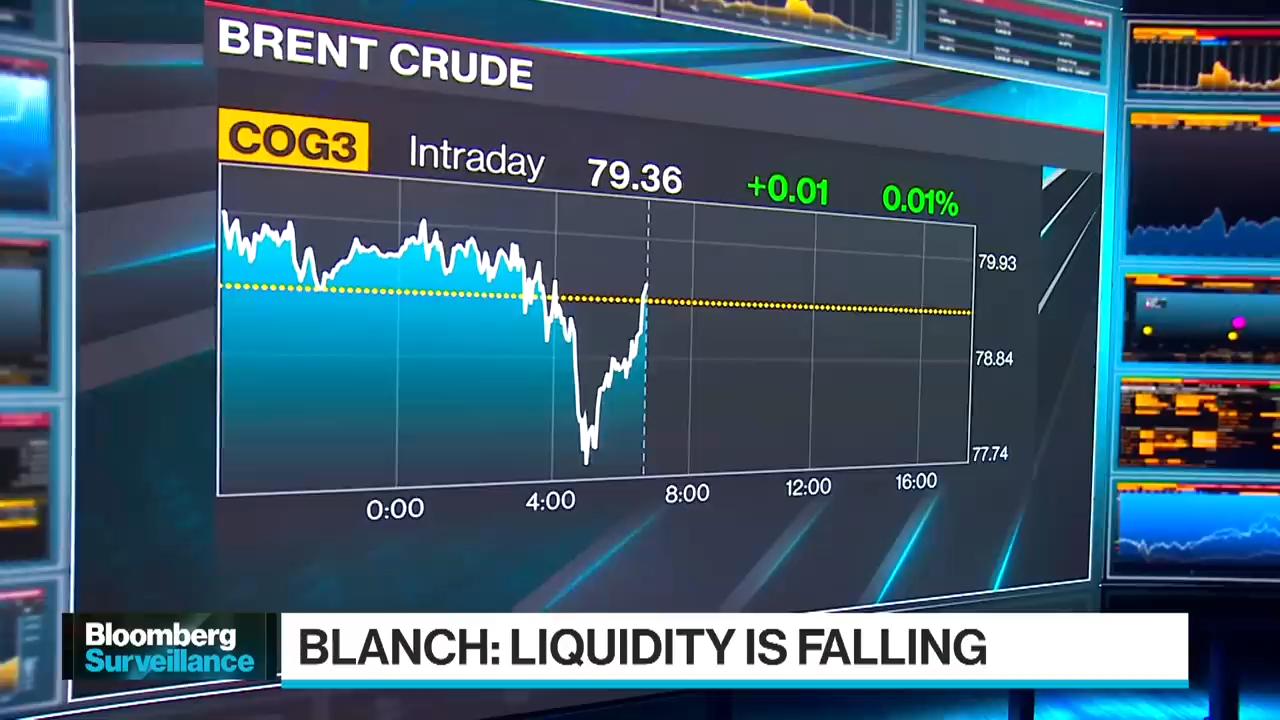 BRENT CRUDE
COG3 Intraday 79.36 +0.01 0.01%
79.93
78.84
77.74
0:00 4:00 8:00 12:00 16:00
Bloomberg
Surveillance
BLANCH: LIQUIDITY IS FALLING